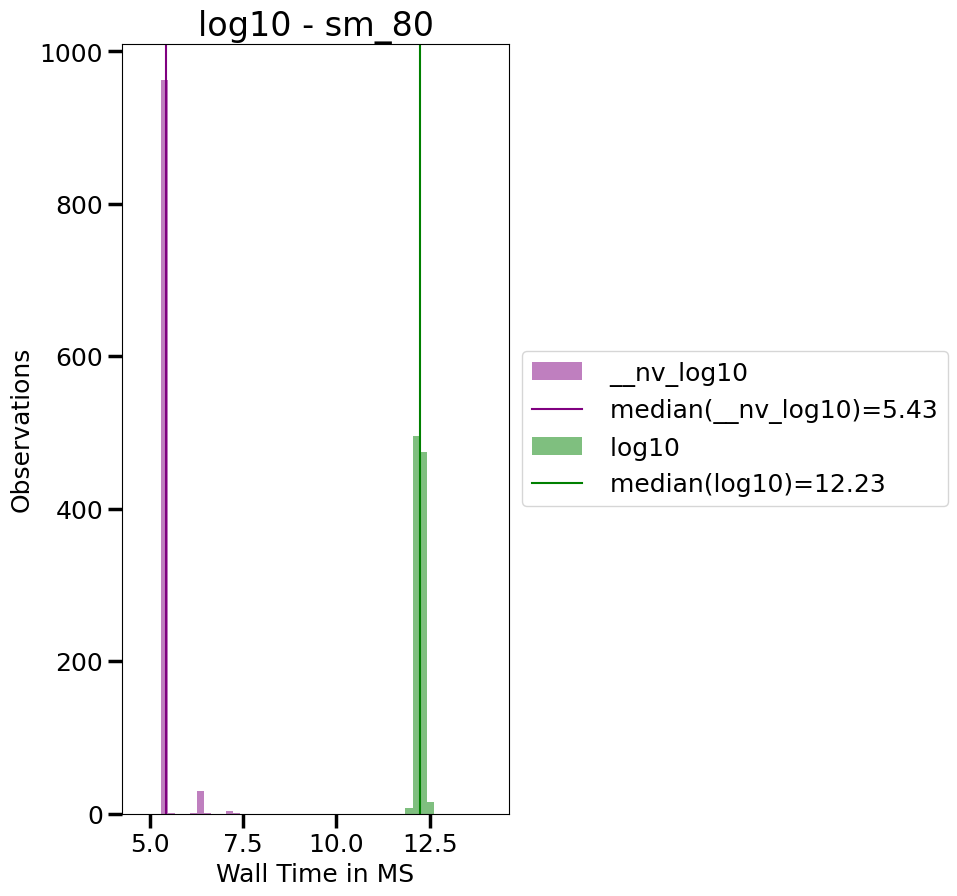 log10 - sm_80
1000
800
600
400
200
0
Observations
5.0 7.5 10.0 12.5
Wall Time in MS
__nv_log10
median(__nv_log10)=5.43
log10
median(log10)=12.23